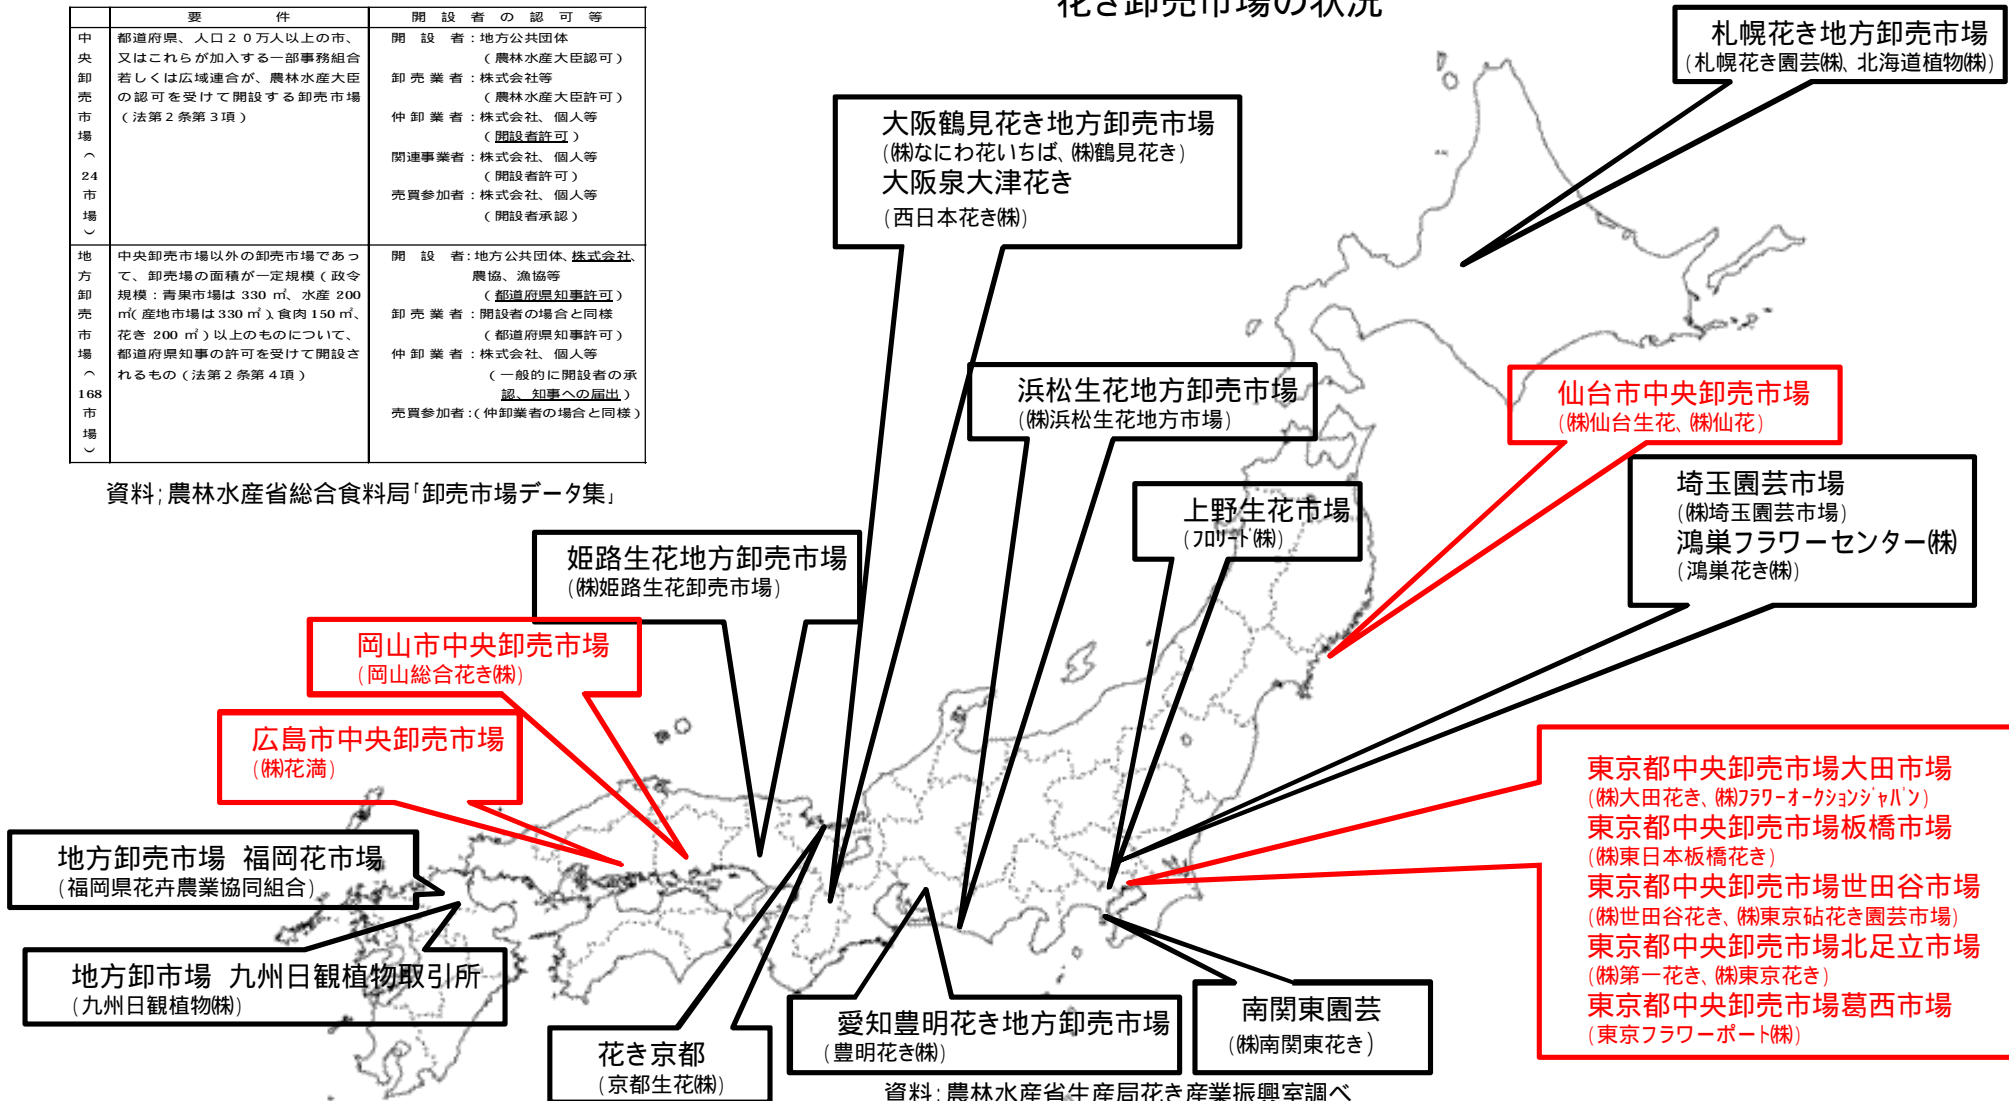 花き卸売市場の状況
要　件
開設者の認可等
中央卸売市場（24市場）
都道府県、人口２０万人以上の市、
又はこれらが加入する一部事務組合
若しくは広域連合が、農林水産大臣
の認可を受けて開設する卸売市場
（法第２条第３項）
開設者：地方公共団体
（農林水産大臣認可）
卸売業者：株式会社等
（農林水産大臣許可）
仲卸業者：株式会社、個人等
（開設者許可）
関連事業者：株式会社、個人等
（開設者許可）
売買参加者：株式会社、個人等
（開設者承認）
地方卸売市場（168市場）
中央卸売市場以外の卸売市場であっ
て、卸売場の面積が一定規模（政令
規模：青果市場は 330 ㎡、水産 200
㎡（産地市場は330 ㎡）、食肉 150 ㎡、
花き 200 ㎡）以上のものについて、
都道府県知事の許可を受けて開設さ
れるもの（法第２条第４項）
開設者：地方公共団体、株式会社、
農協、漁協等
（都道府県知事許可）
卸売業者：開設者の場合と同様
（都道府県知事許可）
仲卸業者：株式会社、個人等
（一般的に開設者の承
認、知事への届出）
売買参加者：（仲卸業者の場合と同様）
資料；農林水産省総合食料局「卸売市場データ集」
札幌花き地方卸売市場
（札幌花き園芸㈱、北海道植物㈱）
大阪鶴見花き地方卸売市場
（㈱なにわ花いちば、㈱鶴見花き）
大阪泉大津花き
（西日本花き㈱）
浜松生花地方卸売市場
（㈱浜松生花地方市場）
仙台市中央卸売市場
（㈱仙台生花、㈱仙花）
上野生花市場
（フロリード㈱）
埼玉園芸市場
（㈱埼玉園芸市場）
鴻巣フラワーセンター㈱
（鴻巣花き㈱）
姫路生花地方卸売市場
（㈱姫路生花卸売市場）
岡山市中央卸売市場
（岡山総合花き㈱）
広島市中央卸売市場
（㈱花満）
東京都中央卸売市場大田市場
（㈱大田花き、㈱フラワーオークションジャパン）
東京都中央卸売市場板橋市場
（㈱東日本板橋花き）
東京都中央卸売市場世田谷市場
（㈱世田谷花き、㈱東京砧花き園芸市場）
東京都中央卸売市場北足立市場
（㈱第一花き、㈱東京花き）
東京都中央卸売市場葛西市場
（東京フラワーポート㈱）
地方卸売市場 福岡花市場
（福岡県花卉農業協同組合）
地方卸市場 九州日観植物取引所
（九州日観植物㈱）
花き京都
（京都生花㈱）
愛知豊明花き地方卸売市場
（豊明花き㈱）
南関東園芸
（㈱南関東花き）
資料；農林水産省生産局花き産業振興室調べ